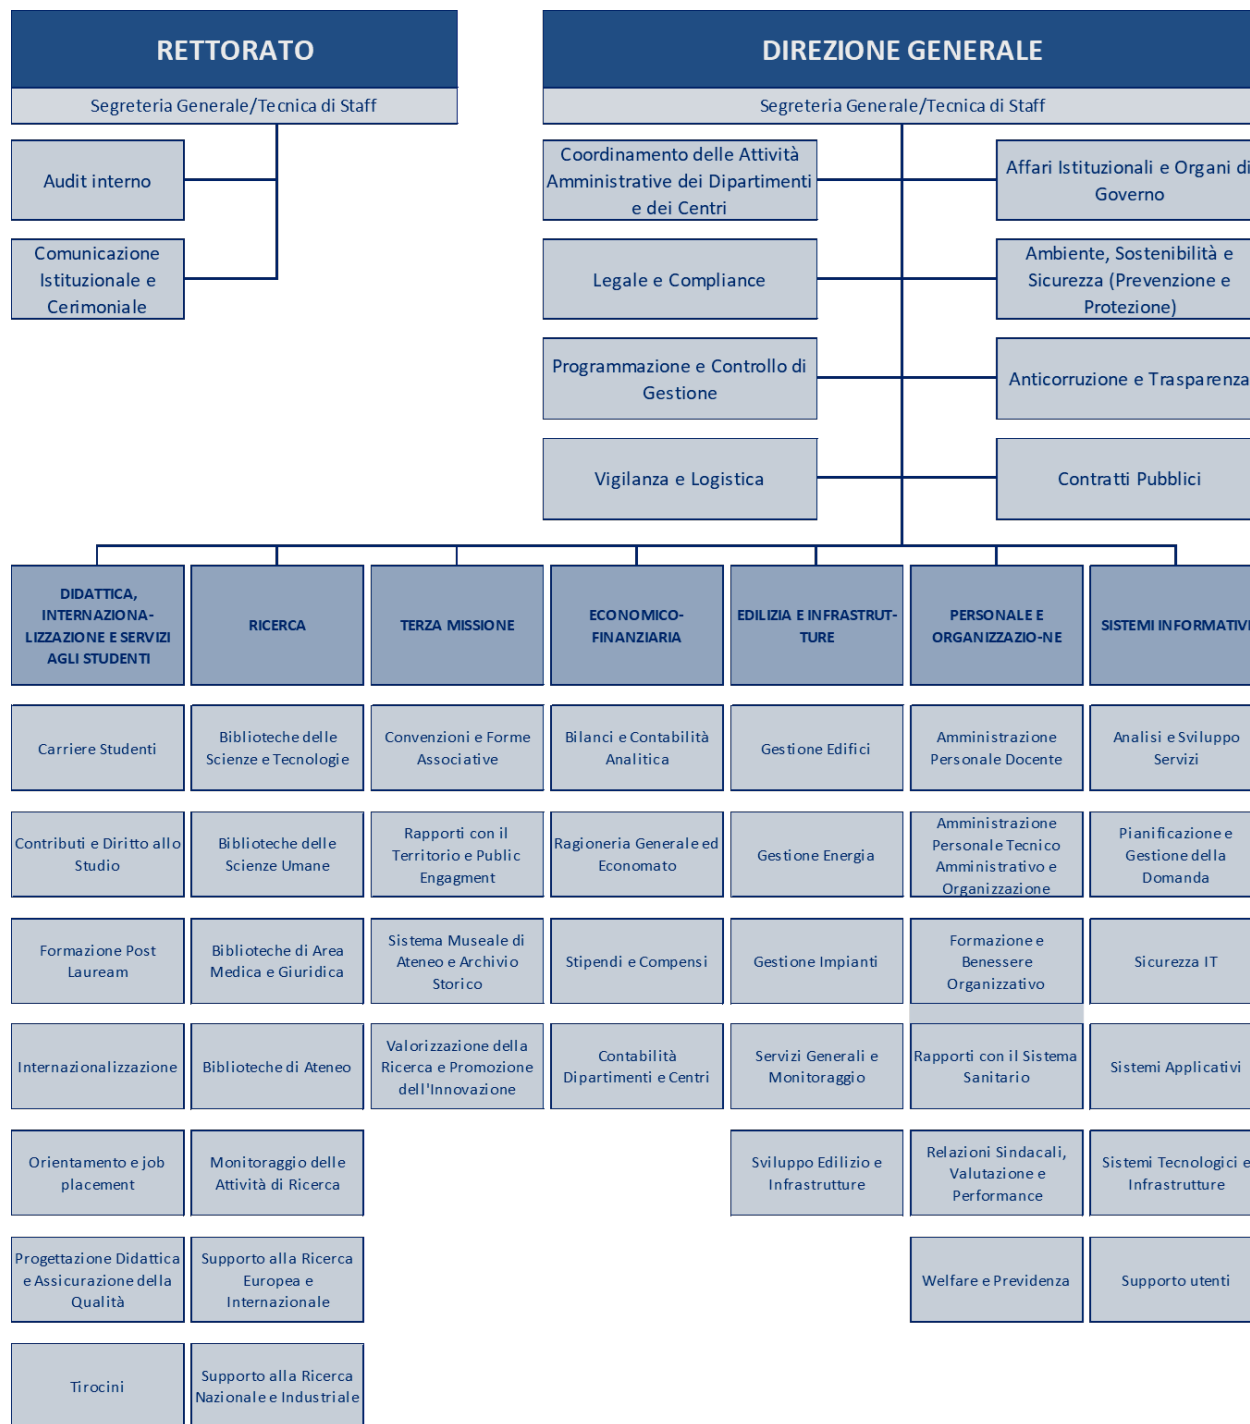 RETTORATO
Segreteria Generale/Tecnica di Staff
Audit interno
Comunicazione
Istituzionale e
Cerimoniale
DIREZIONE GENERALE
Segreteria Generale/Tecnica di Staff
Coordinamento delle Attività
Amministrative dei Dipartimenti
e dei Centri
Affari Istituzionali e Organi di
Governo
Legale e Compliance
Ambiente, Sostenibilità e
Sicurezza (Prevenzione e
Protezione)
Programmazione e Controllo di
Gestione
Anticorruzione e Trasparenza
Vigilanza e Logistica
Contratti Pubblici
DIDATTICA,
INTERNAZIONA-
LIZZAZIONE E SERVIZI
AGLI STUDENTI
RICERCA
TERZA MISSIONE
ECONOMICO-
FINANZIARIA
EDILIZIA E INFRASTRUT-
TURE
PERSONALE E
ORGANIZZAZIO-NE
SISTEMI INFORMATIVI
Carriere Studenti
Biblioteche delle
Scienze e Tecnologie
Convenzioni e Forme
Associative
Bilanci e Contabilità
Analitica
Gestione Edifici
Amministrazione
Personale Docente
Analisi e Sviluppo
Servizi
Contributi e Diritto allo
Studio
Biblioteche delle
Scienze Umane
Rapporti con il
Territorio e Public
Engagment
Ragioneria Generale ed
Economato
Gestione Energia
Amministrazione
Personale Tecnico
Amministrativo e
Organizzazione
Pianificazione e
Gestione della
Domanda
Formazione Post
Lauream
Biblioteche di Area
Medica e Giuridica
Sistema Museale di
Ateneo e Archivio
Storico
Stipendi e Compensi
Gestione Impianti
Formazione e
Benessere
Organizzativo
Sicurezza IT
Internazionalizzazione
Biblioteche di Ateneo
Valorizzazione della
Ricerca e Promozione
dell'Innovazione
Contabilità
Dipartimenti e Centri
Servizi Generali e
Monitoraggio
Rapporti con il Sistema
Sanitario
Sistemi Applicativi
Orientamento e job
placement
Monitoraggio delle
Attività di Ricerca
Sviluppo Edilizio e
Infrastrutture
Relazioni Sindacali,
Valutazione e
Performance
Sistemi Tecnologici e
Infrastrutture
Progettazione Didattica
e Assicurazione della
Qualità
Supporto alla Ricerca
Europea e
Internazionale
Welfare e Previdenza
Supporto utenti
Tirocini
Supporto alla Ricerca
Nazionale e Industriale